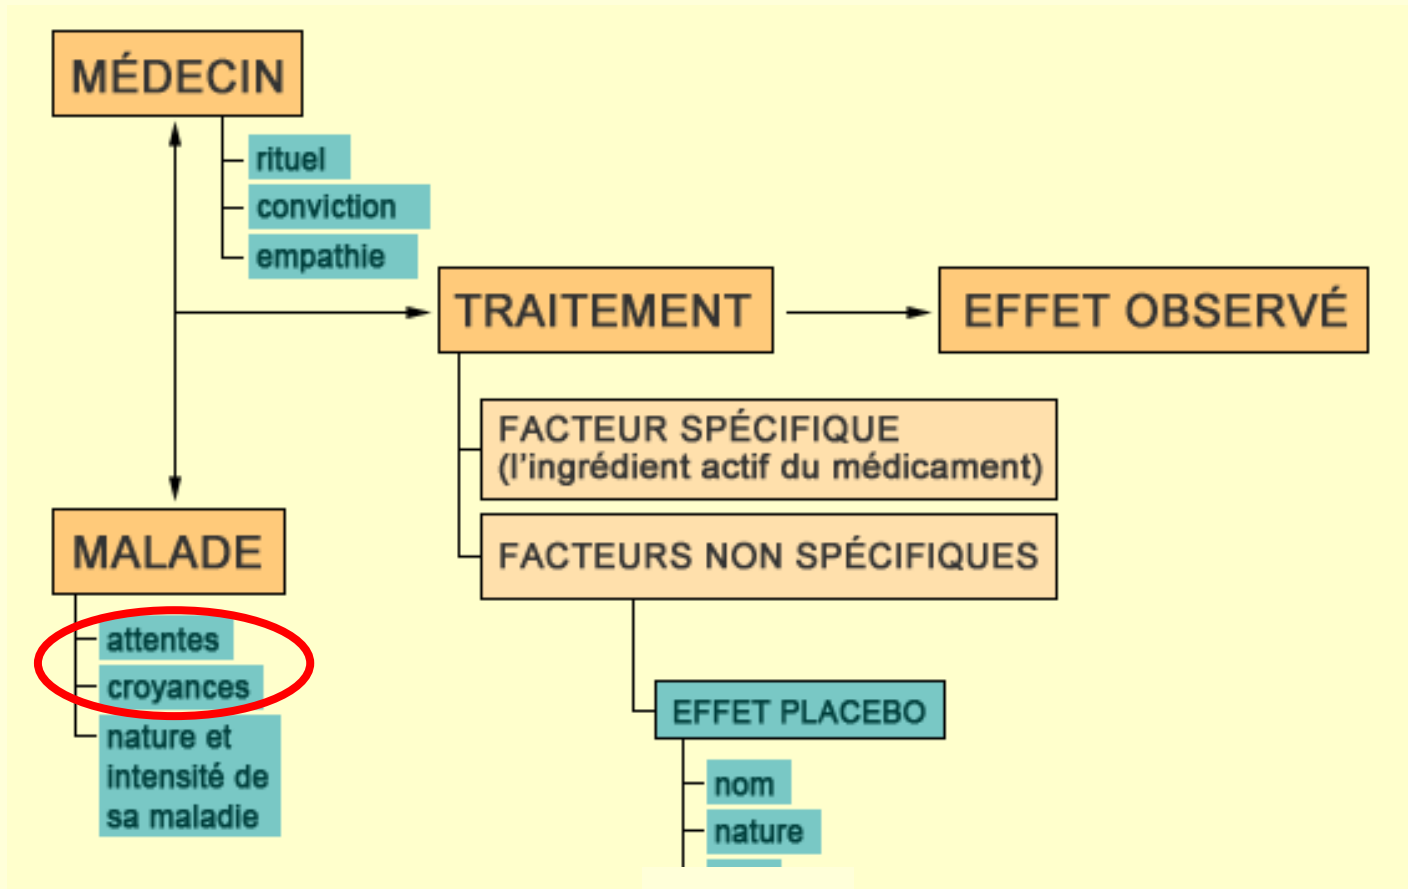 MÉDECIN
rituel
conviction
empathie
TRAITEMENT
EFFET OBSERVÉ
FACTEUR SPÉCIFIQUE
(l'ingrédient actif du médicament)
FACTEURS NON SPÉCIFIQUES
MALADE
attentes
croyances
nature et
intensité de
sa maladie
EFFET PLACEBO
nom
nature